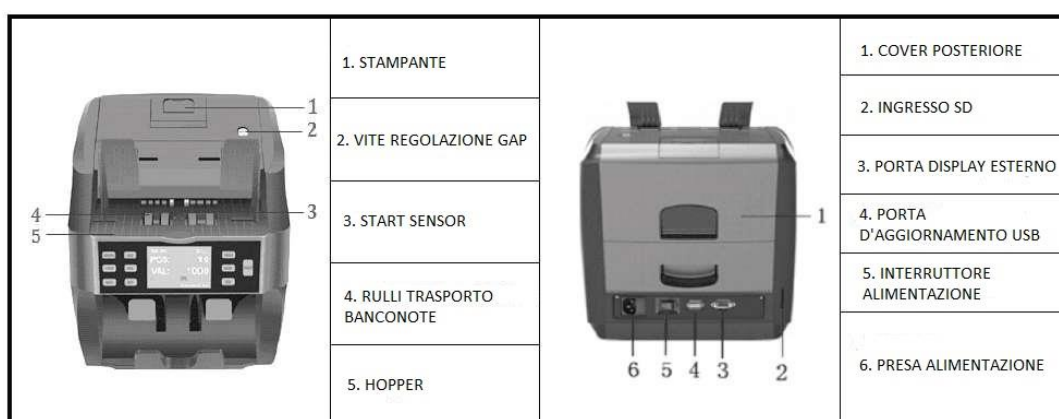 1
2
3
4
5
1. STAMPANTE
2. VITE REGOLAZIONE GAP
3. START SENSOR
4. RULLI TRASPORTO
BANCONOTE
5. HOPPER
1
6 5 4 3 2
1. COVER POSTERIORE
2. INGRESSO SD
3. PORTA DISPLAY ESTERNO
4. PORTA
D'AGGIORNAMENTO USB
5. INTERRUTTORE
ALIMENTAZIONE
6. PRESA ALIMENTAZIONE